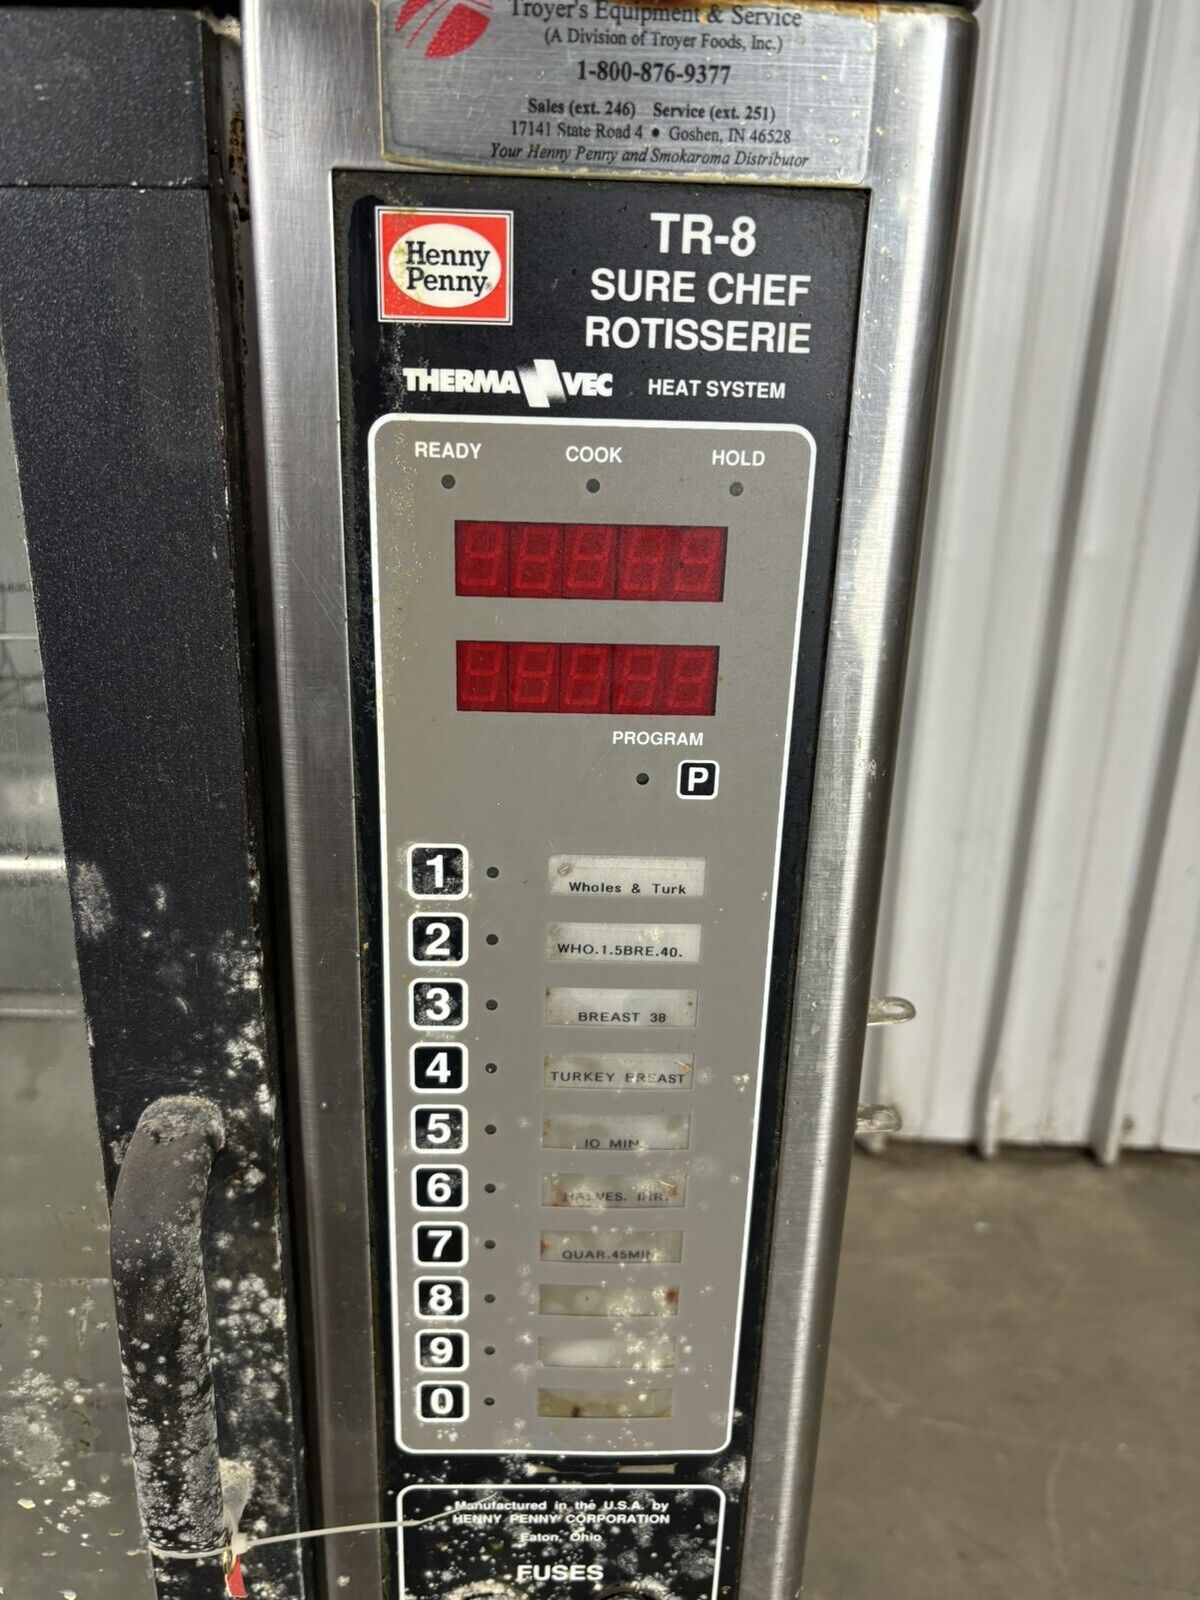 Troyer's Equipment & Service
(A Division of Troyer Foods, Inc.)
1-800-876-9377
Sales (ext. 246) Service (ext. 251)
17141 State Road 4 • Goshen, IN 46528
Your Henny Penny and Smokaroma Distributor
Henny
Penny®
TR-8
SURE CHEF
ROTISSERIE
THERMA VEC HEAT SYSTEM
READY COOK HOLD
PROGRAM
P
1 Wholes & Turk
2 WHO.1.5BRE.40.
3 BREAST 38
4 TURKEY BREAST
5 10 MIN.
6 HALVES. 1HR.
7 QUAR.45MIN
8
9
0
Manufactured in the U.S.A. by
HENNY PENNY CORPORATION
Eaton, Ohio
FUSES